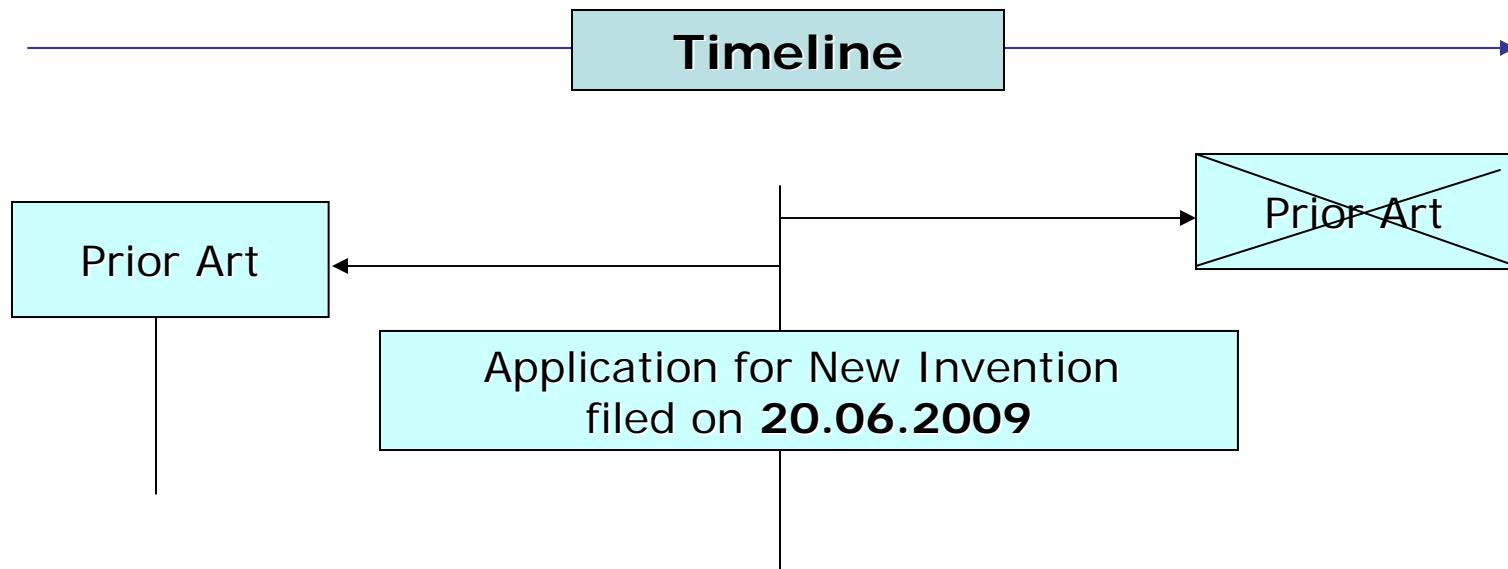 Timeline
Prior Art
Prior Art
Application for New Invention
filed on 20.06.2009